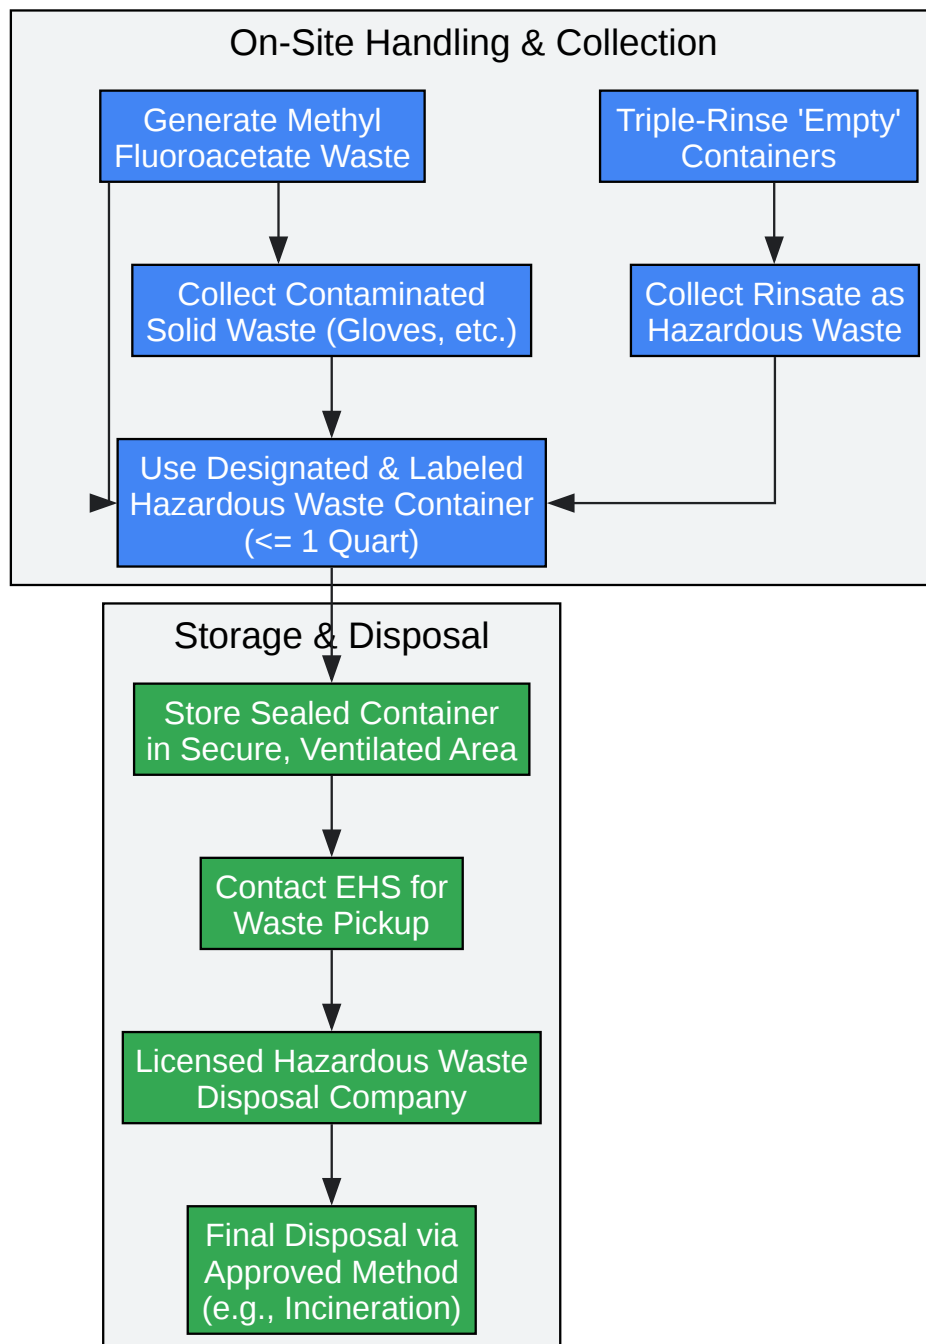 On-Site Handling & Collection
Generate Methyl
Fluoroacetate Waste
Triple-Rinse 'Empty'
Containers
Collect Contaminated
Solid Waste (Gloves, etc.)
Collect Rinsate as
Hazardous Waste
Use Designated & Labeled
Hazardous Waste Container
(<= 1 Quart)
Storage & Disposal
Store Sealed Container
in Secure, Ventilated Area
Contact EHS for
Waste Pickup
Licensed Hazardous Waste
Disposal Company
Final Disposal via
Approved Method
(e.g., Incineration)